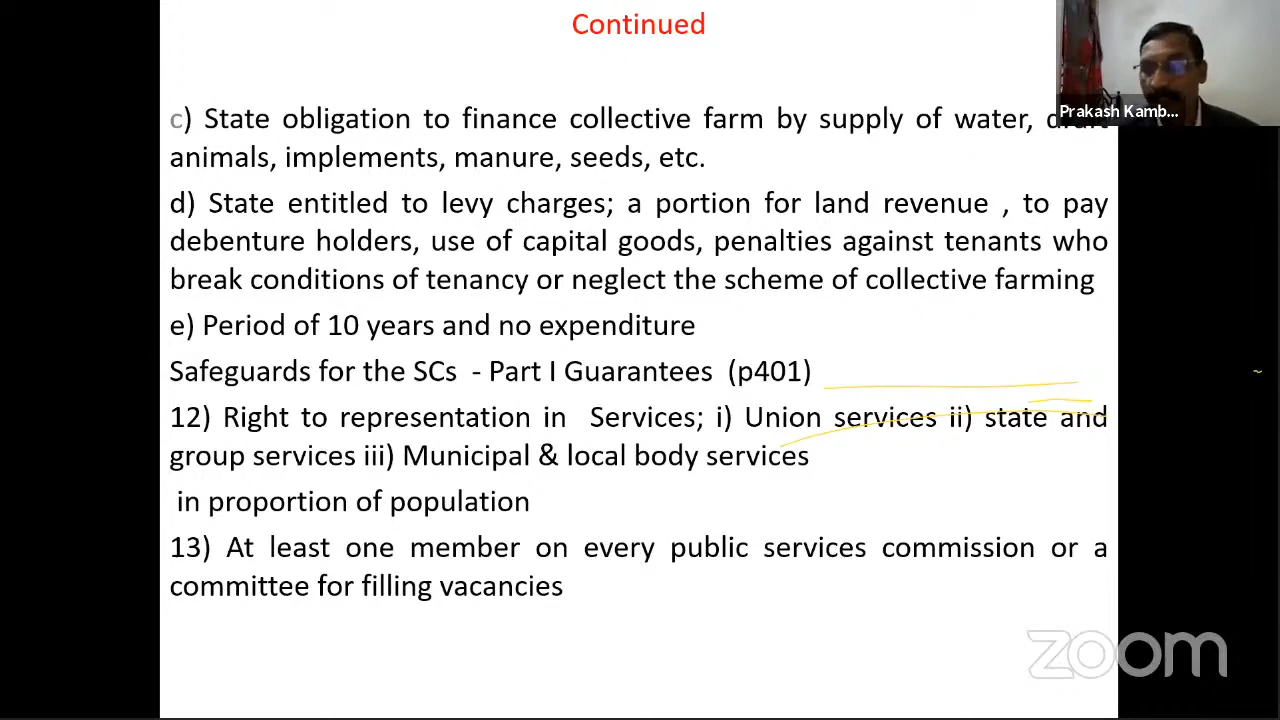 Continued
Prakash Kamb...
c) State obligation to finance collective farm by supply of water,
animals, implements, manure, seeds, etc.
d) State entitled to levy charges; a portion for land revenue , to pay
debenture holders, use of capital goods, penalties against tenants who
break conditions of tenancy or neglect the scheme of collective farming
e) Period of 10 years and no expenditure
Safeguards for the SCs - Part I Guarantees (p401)
12) Right to representation in Services; i) Union services ii) state and
group services iii) Municipal & local body services
in proportion of population
13) At least one member on every public services commission or a
committee for filling vacancies
zoom